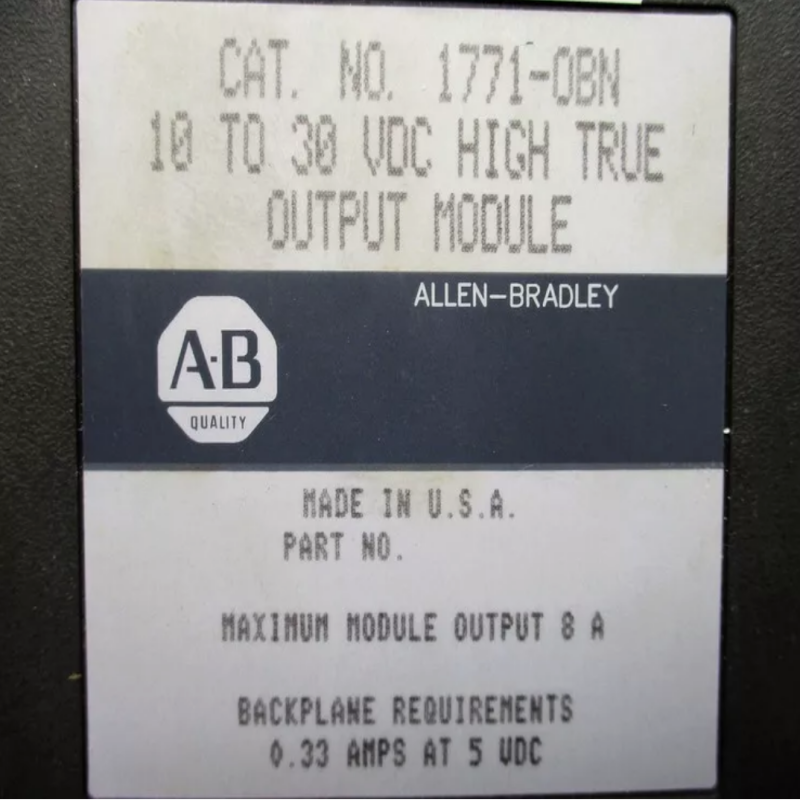 CAT. NO. 1771-OBN
10 TO 30 VDC HIGH TRUE
OUTPUT MODULE
ALLEN-BRADLEY
A·B
QUALITY
MADE IN U.S.A.
PART NO.
MAXIMUM MODULE OUTPUT 8 A
BACKPLANE REQUIREMENTS
0.33 AMPS AT 5 VDC